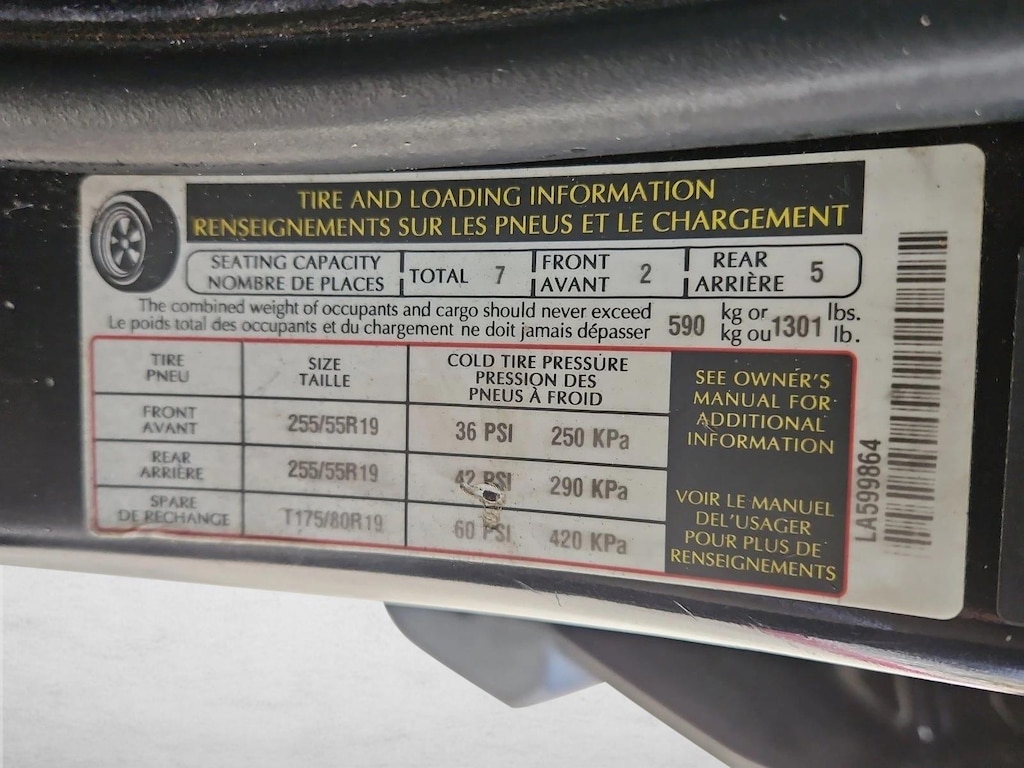 TIRE AND LOADING INFORMATION
RENSEIGNEMENTS SUR LES PNEUS ET LE CHARGEMENT
SEATING CAPACITY
NOMBRE DE PLACES
TOTAL 7
FRONT
AVANT
2
REAR
ARRIÈRE
5
The combined weight of occupants and cargo should never exceed
Le poids total des occupants et du chargement ne doit jamais dépasser
590
kg or
kg ou
1301
lbs.
lb.
TIRE
PNEU
SIZE
TAILLE
COLD TIRE PRESSURE
PRESSION DES
PNEUS À FROID
FRONT
AVANT
255/55R19
36 PSI 250 KPa
REAR
ARRIÈRE
255/55R19
42 PSI 290 KPa
SPARE
DE RECHANGE
T175/80R19
60 PSI 420 KPa
SEE OWNER'S
MANUAL FOR
ADDITIONAL
INFORMATION
VOIR LE MANUEL
DEL'USAGER
POUR PLUS DE
RENSEIGNEMENTS
LA599864